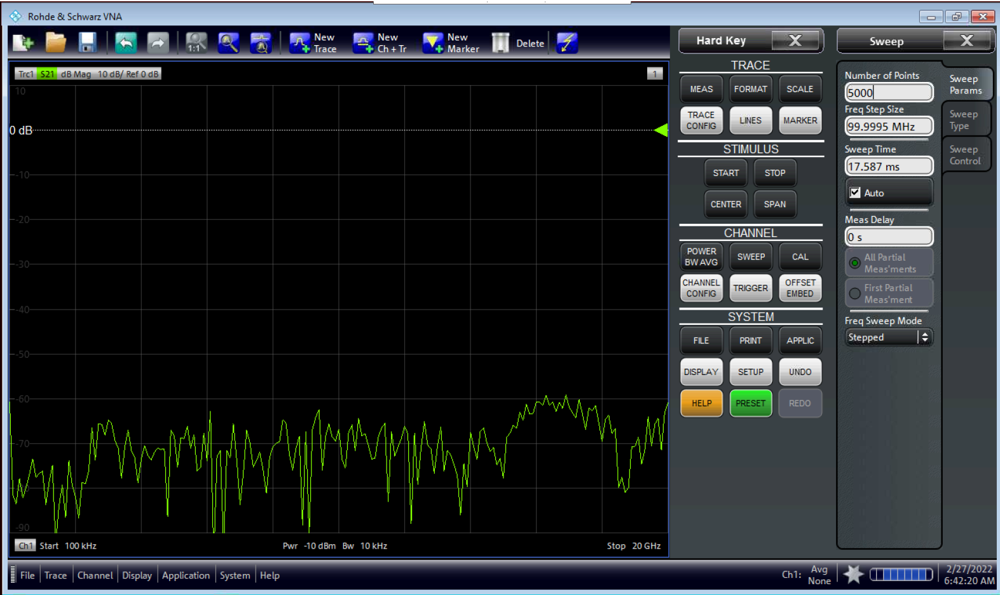 Rohde & Schwarz VNA
1:1
New Trace
New Ch + Tr
New Marker
Delete
Trc1 S21 dB Mag 10 dB/ Ref 0 dB
1
10
0 dB
-10
-20
-30
-40
-50
-60
-70
-90
Ch1 Start 100 kHz
Pwr -10 dBm Bw 10 kHz
Stop 20 GHz
Hard Key
X
TRACE
MEAS
FORMAT
SCALE
TRACE
CONFIG
LINES
MARKER
STIMULUS
START
STOP
CENTER
SPAN
CHANNEL
POWER
BW AVG
SWEEP
CAL
CHANNEL
CONFIG
TRIGGER
OFFSET
EMBED
SYSTEM
FILE
PRINT
APPLIC
DISPLAY
SETUP
UNDO
HELP
PRESET
REDO
Sweep
X
Number of Points
5000
Freq Step Size
99.9995 MHz
Sweep Time
17.587 ms
Auto
Meas Delay
0 s
All Partial
Meas'ments
First Partial
Meas'ment
Freq Sweep Mode
Stepped
Sweep
Params
Sweep
Type
Sweep
Control
File Trace Channel Display Application System Help
Ch1:
Avg
None
2/27/2022
6:42:20 AM